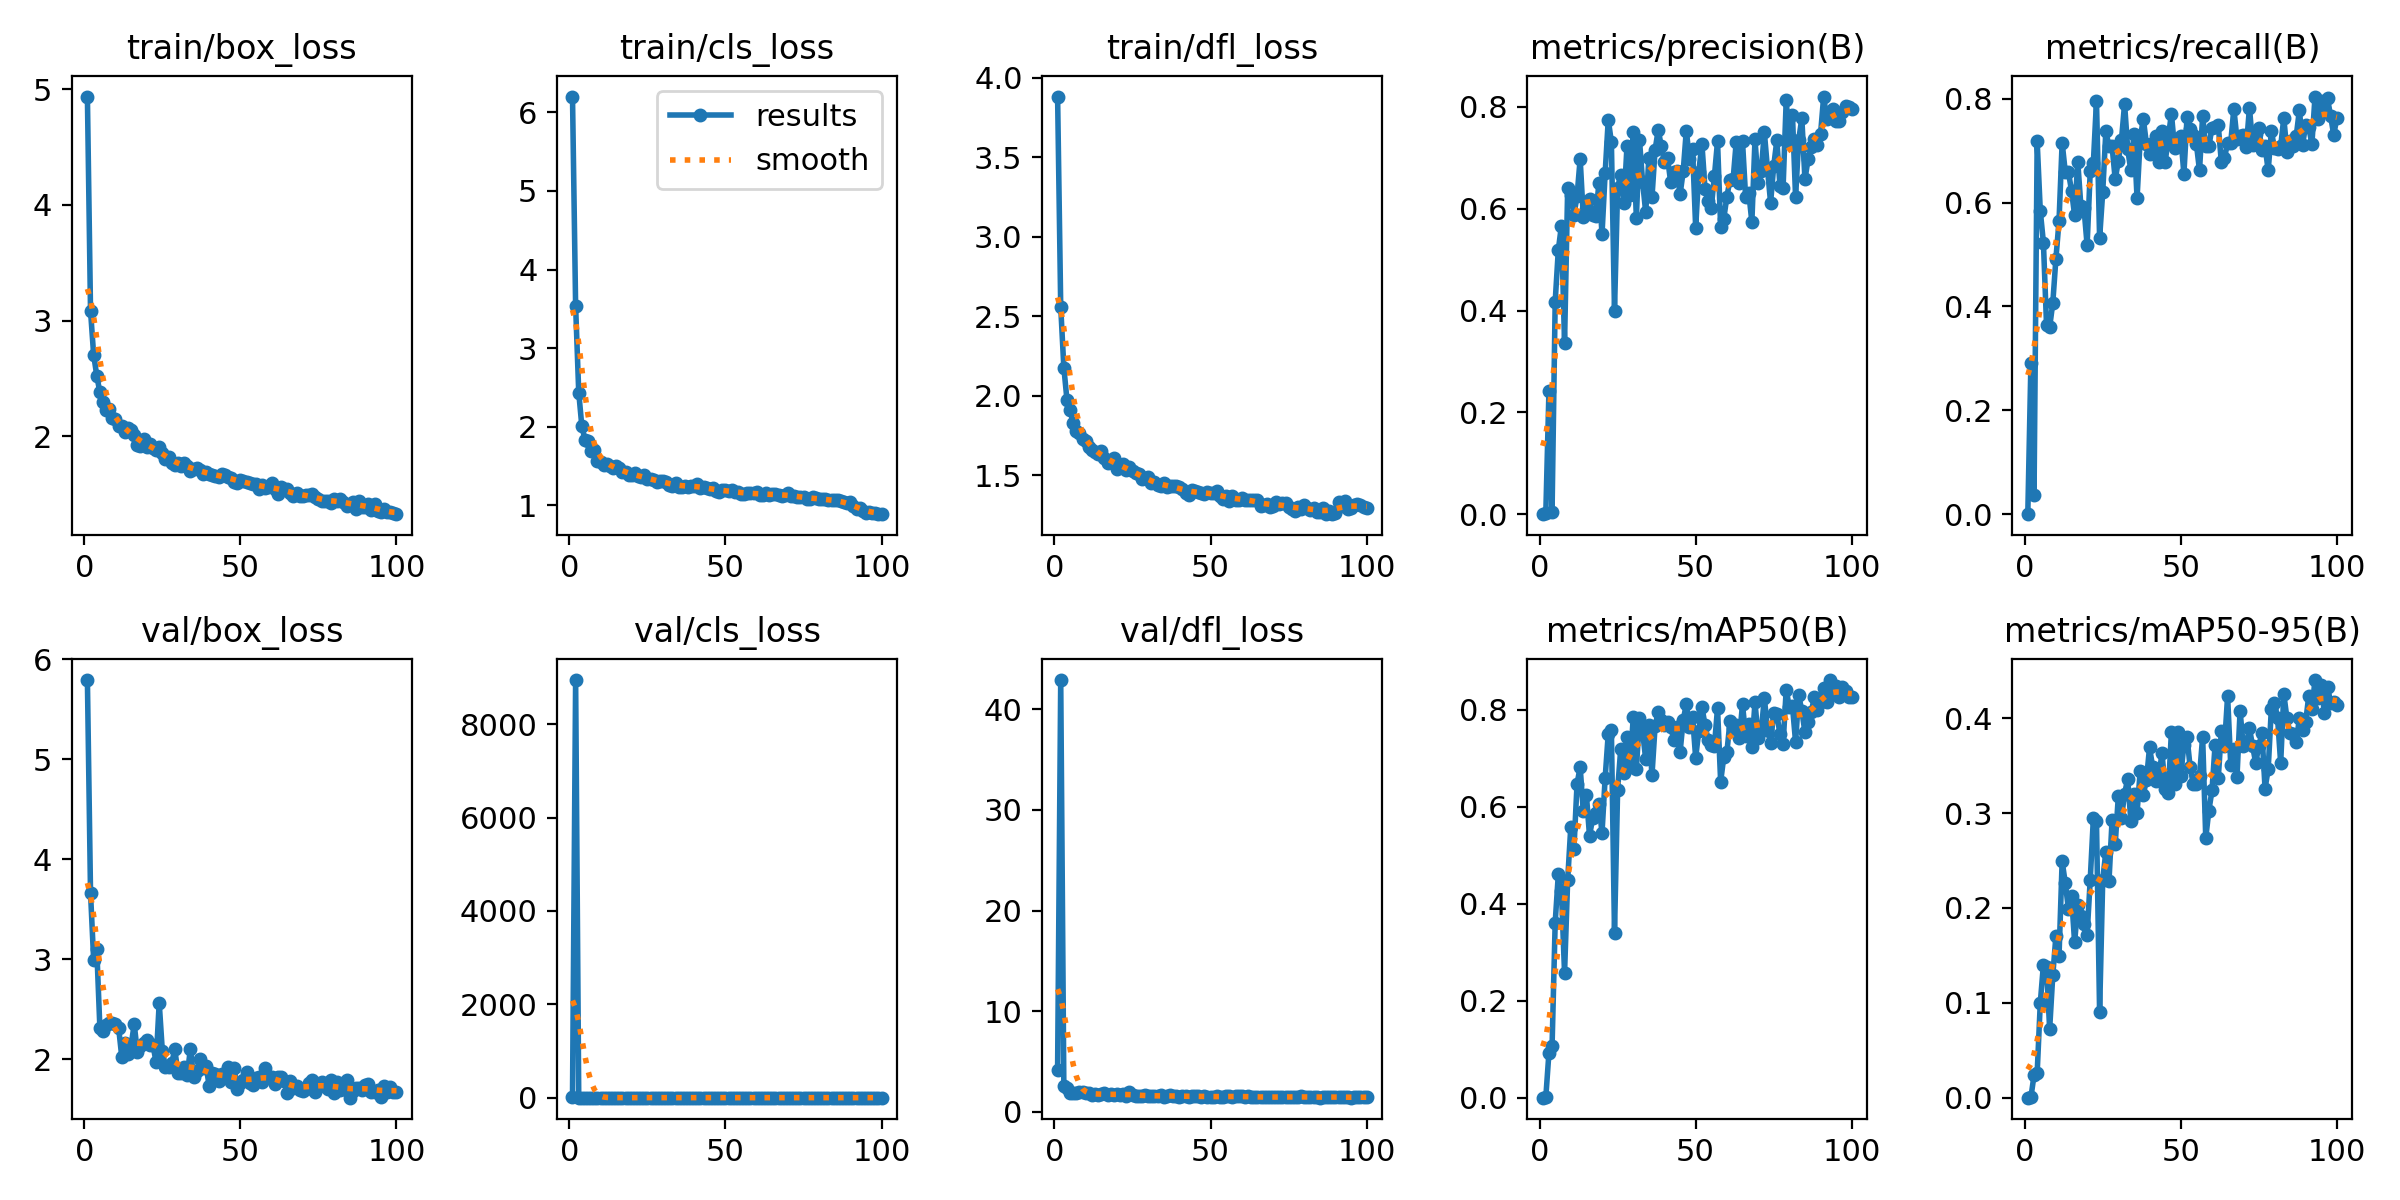 train/box_loss
5
4
3
2
0 50 100
train/cls_loss
results
smooth
6
5
4
3
2
1
0 50 100
train/dfl_loss
4.0
3.5
3.0
2.5
2.0
1.5
0 50 100
metrics/precision(B)
0.8
0.6
0.4
0.2
0.0
0 50 100
metrics/recall(B)
0.8
0.6
0.4
0.2
0.0
0 50 100
val/box_loss
6
5
4
3
2
0 50 100
val/cls_loss
8000
6000
4000
2000
0
0 50 100
val/dfl_loss
40
30
20
10
0
0 50 100
metrics/mAP50(B)
0.8
0.6
0.4
0.2
0.0
0 50 100
metrics/mAP50-95(B)
0.4
0.3
0.2
0.1
0.0
0 50 100